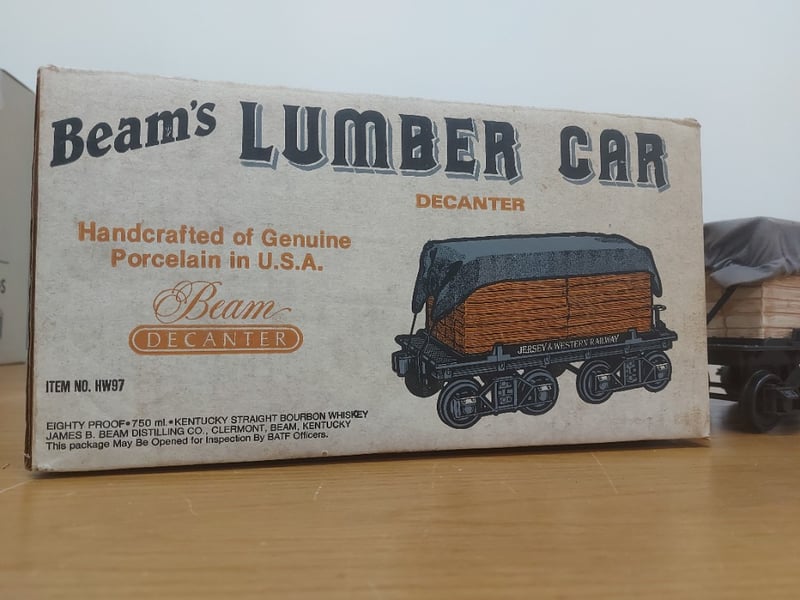 Beam's LUMBER CAR
DECANTER
Handcrafted of Genuine
Porcelain in U.S.A.
Beam
DECANTER
JERSEY & WESTERN RAILWAY
ITEM NO. HW97
EIGHTY PROOF • 750 ml. • KENTUCKY STRAIGHT BOURBON WHISKEY
JAMES B. BEAM DISTILLING CO., CLERMONT, BEAM, KENTUCKY
This package May Be Opened for Inspection By BATF Officers.